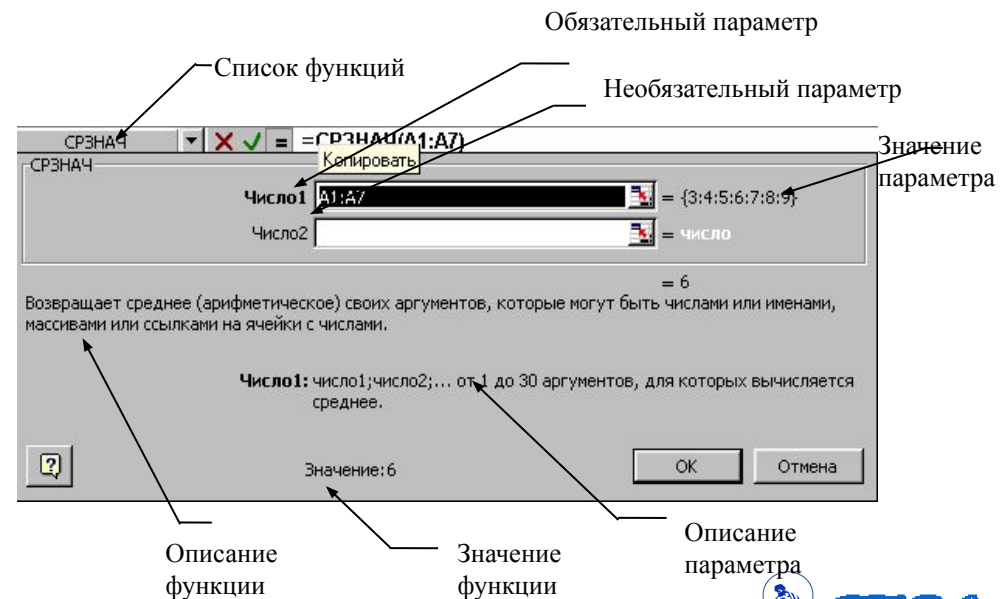 Обязательный параметр
Список функций
Необязательный параметр
СРЗНАЧ
= =СРЗНАЧ(A1:A7)
Значение
параметра
СРЗНАЧ
Копировать
Число1 A1:A7 = {3:4:5:6:7:8:9}
Число2 = число
= 6
Возвращает среднее (арифметическое) своих аргументов, которые могут быть числами или именами,
массивами или ссылками на ячейки с числами.
Число1: число1;число2;... от 1 до 30 аргументов, для которых вычисляется
среднее.
?
Значение:6
OK
Отмена
Описание
функции
Значение
функции
Описание
параметра